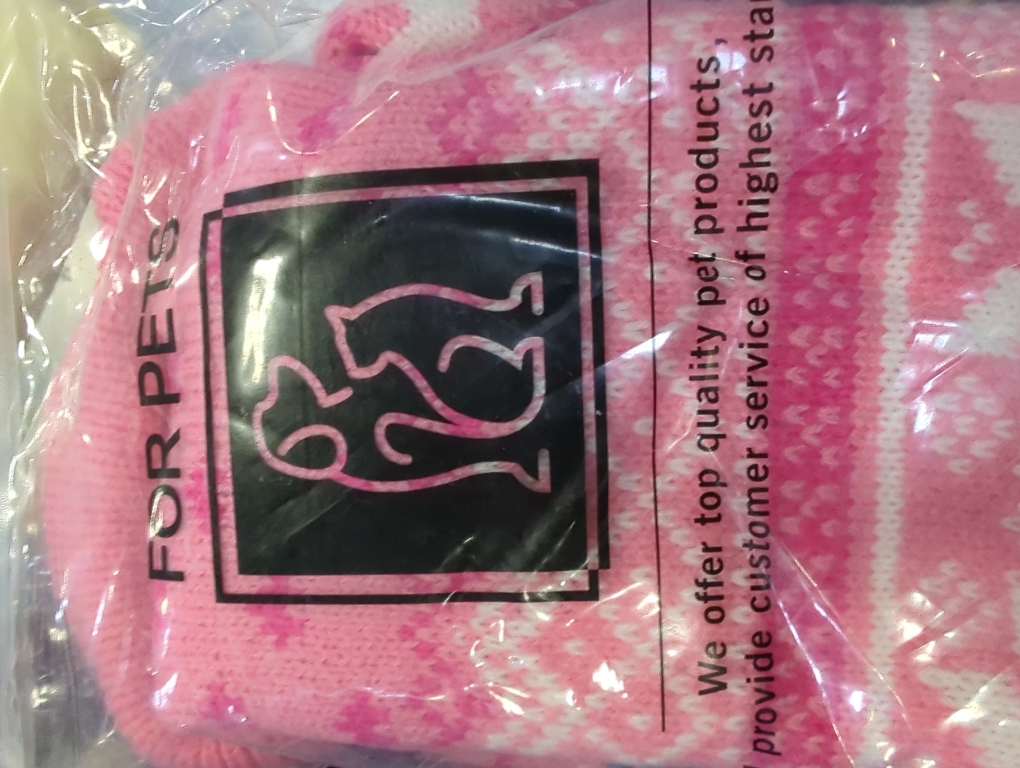 FOR PETS
We offer top quality pet products,
provide customer service of highest